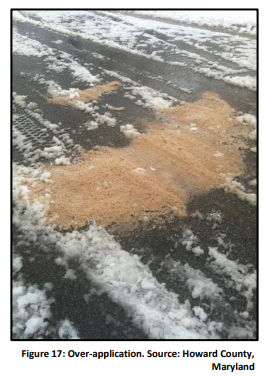 Figure 17: Over-application. Source: Howard County,
Maryland